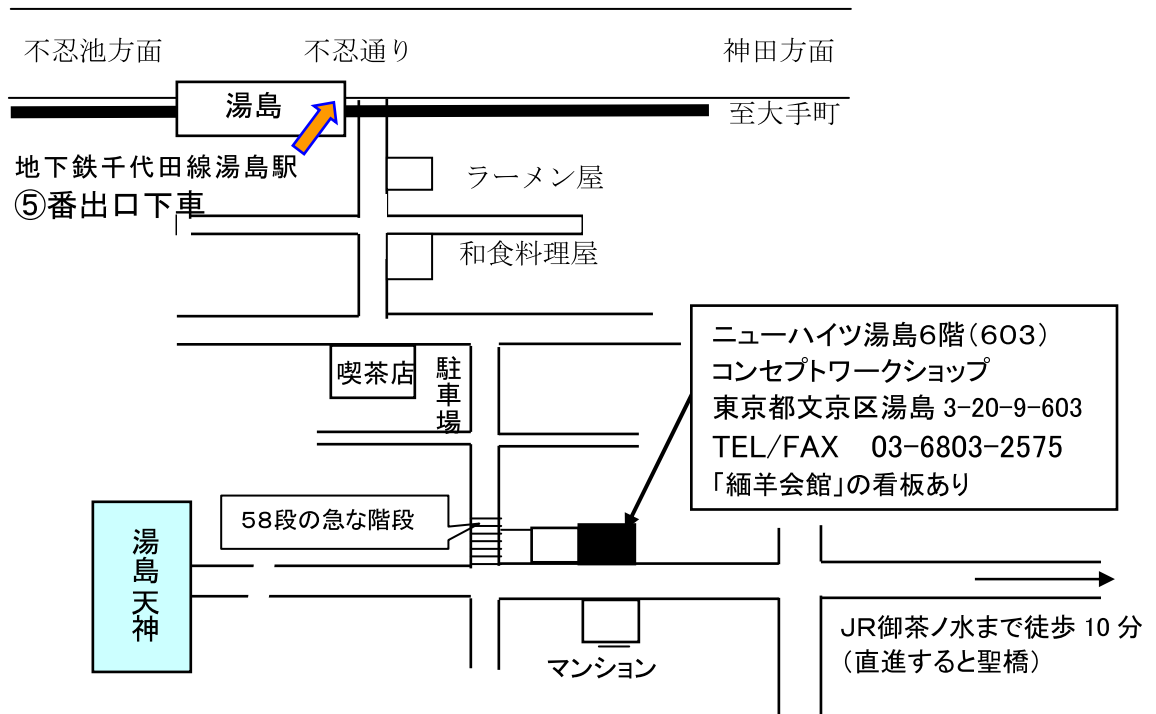 不忍池方面
不忍通り
神田方面
湯島
至大手町
地下鉄千代田線湯島駅
⑤番出口下車
ラーメン屋
和食料理屋
ニューハイツ湯島6階(603)
コンセプトワークショップ
東京都文京区湯島 3-20-9-603
TEL/FAX 03-6803-2575
「緬羊会館」の看板あり
喫茶店
駐車場
58段の急な階段
湯島天神
マンション
JR御茶ノ水まで徒歩 10 分
(直進すると聖橋)